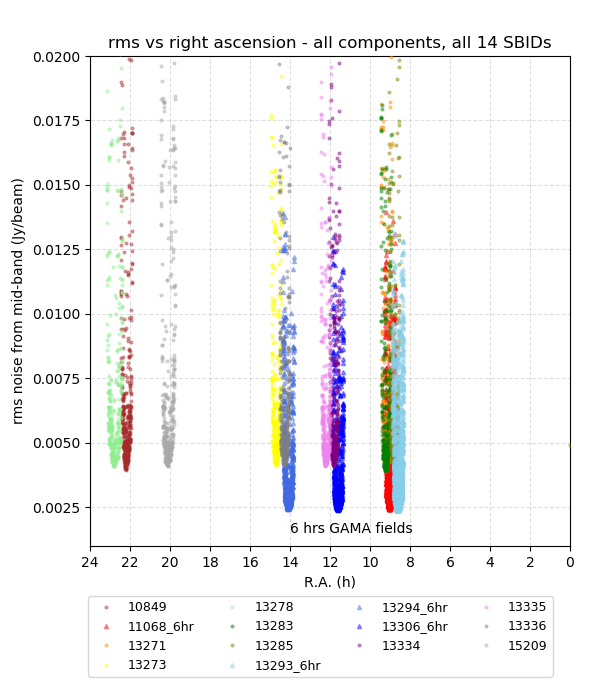 rms vs right ascension - all components, all 14 SBIDs
rms noise from mid-band (Jy/beam)
0.0200
0.0175
0.0150
0.0125
0.0100
0.0075
0.0050
0.0025
6 hrs GAMA fields
24 22 20 18 16 14 12 10 8 6 4 2 0
R.A. (h)
10849 13278 13294_6hr 13335
11068_6hr 13283 13306_6hr 13336
13271 13285 13334 15209
13273 13293_6hr